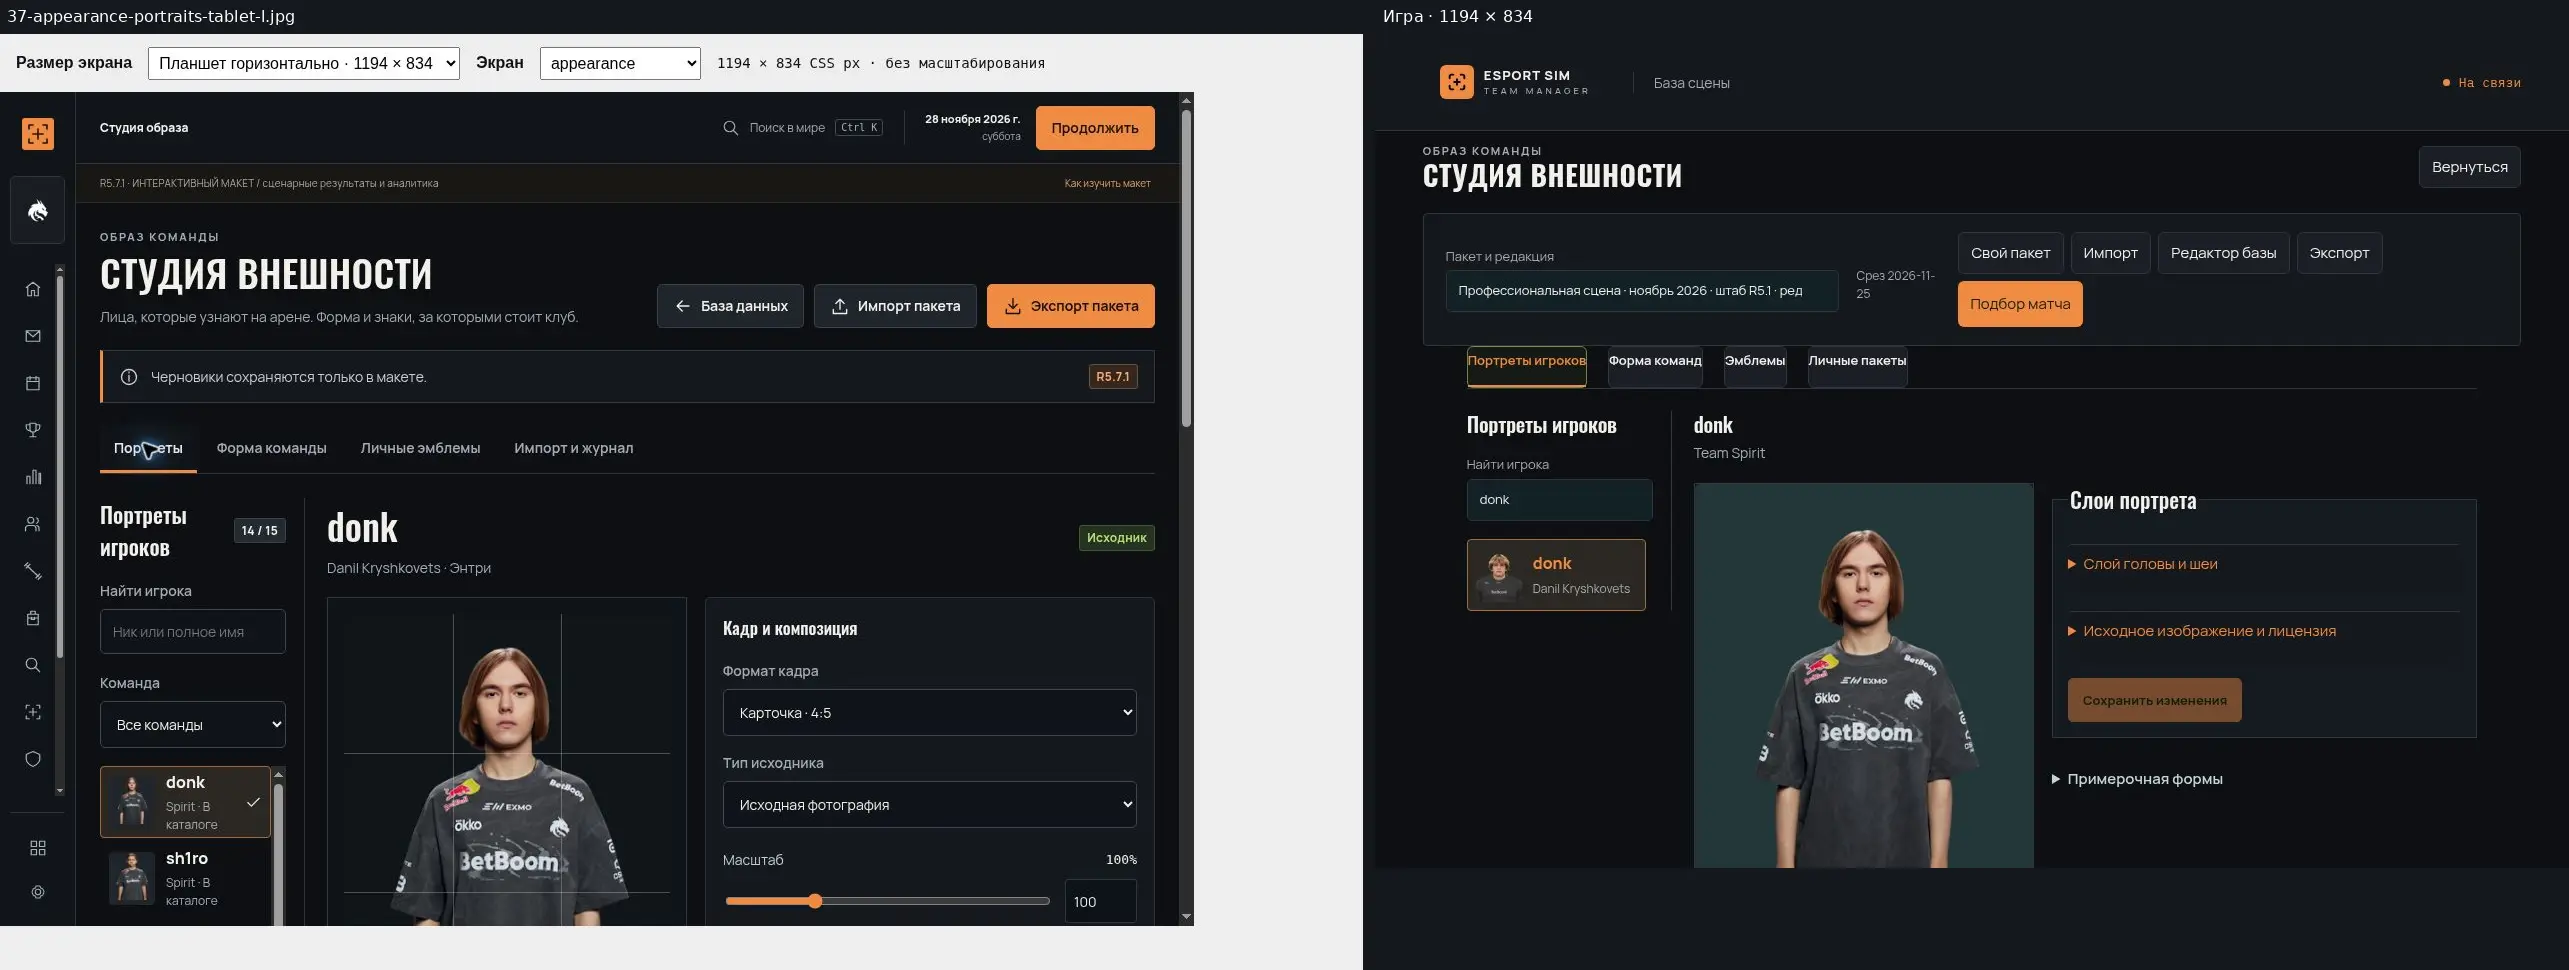 37-appearance-portraits-tablet-l.jpg
Размер экрана
Планшет горизонтально · 1194 × 834
Экран
appearance
1194 × 834 CSS px · без масштабирования
Студия образа
Поиск в мире
Ctrl K
28 ноября 2026 г.
суббота
Продолжить
R5.7.1 · ИНТЕРАКТИВНЫЙ МАКЕТ / сценарные результаты и аналитика
Как изучить макет
ОБРАЗ КОМАНДЫ
СТУДИЯ ВНЕШНОСТИ
Лица, которые узнают на арене. Форма и знаки, за которыми стоит клуб.
База данных
Импорт пакета
Экспорт пакета
Черновики сохраняются только в макете.
R5.7.1
Портреты
Форма команды
Личные эмблемы
Импорт и журнал
Портреты
игроков
14 / 15
Найти игрока
Ник или полное имя
Команда
Все команды
donk
Spirit · В
каталоге
sh1ro
Spirit · В
каталоге
donk
Danil Kryshkovets · Энтри
Исходник
BetBoom
EXMO
ökko
BetBoom
Кадр и композиция
Формат кадра
Карточка · 4:5
Тип исходника
Исходная фотография
Масштаб
100%
100
Игра · 1194 × 834
ESPORT SIM
TEAM MANAGER
База сцены
На связи
ОБРАЗ КОМАНДЫ
СТУДИЯ ВНЕШНОСТИ
Вернуться
Пакет и редакция
Профессиональная сцена · ноябрь 2026 · штаб R5.1 · ред
Срез 2026-11-
25
Свой пакет
Импорт
Редактор базы
Экспорт
Подбор матча
Портреты игроков
Форма команд
Эмблемы
Личные пакеты
Портреты игроков
Найти игрока
donk
donk
Danil Kryshkovets
donk
Team Spirit
BetBoom
EXMO
ökko
BetBoom
Слои портрета
Слой головы и шеи
Исходное изображение и лицензия
Сохранить изменения
Примерочная формы